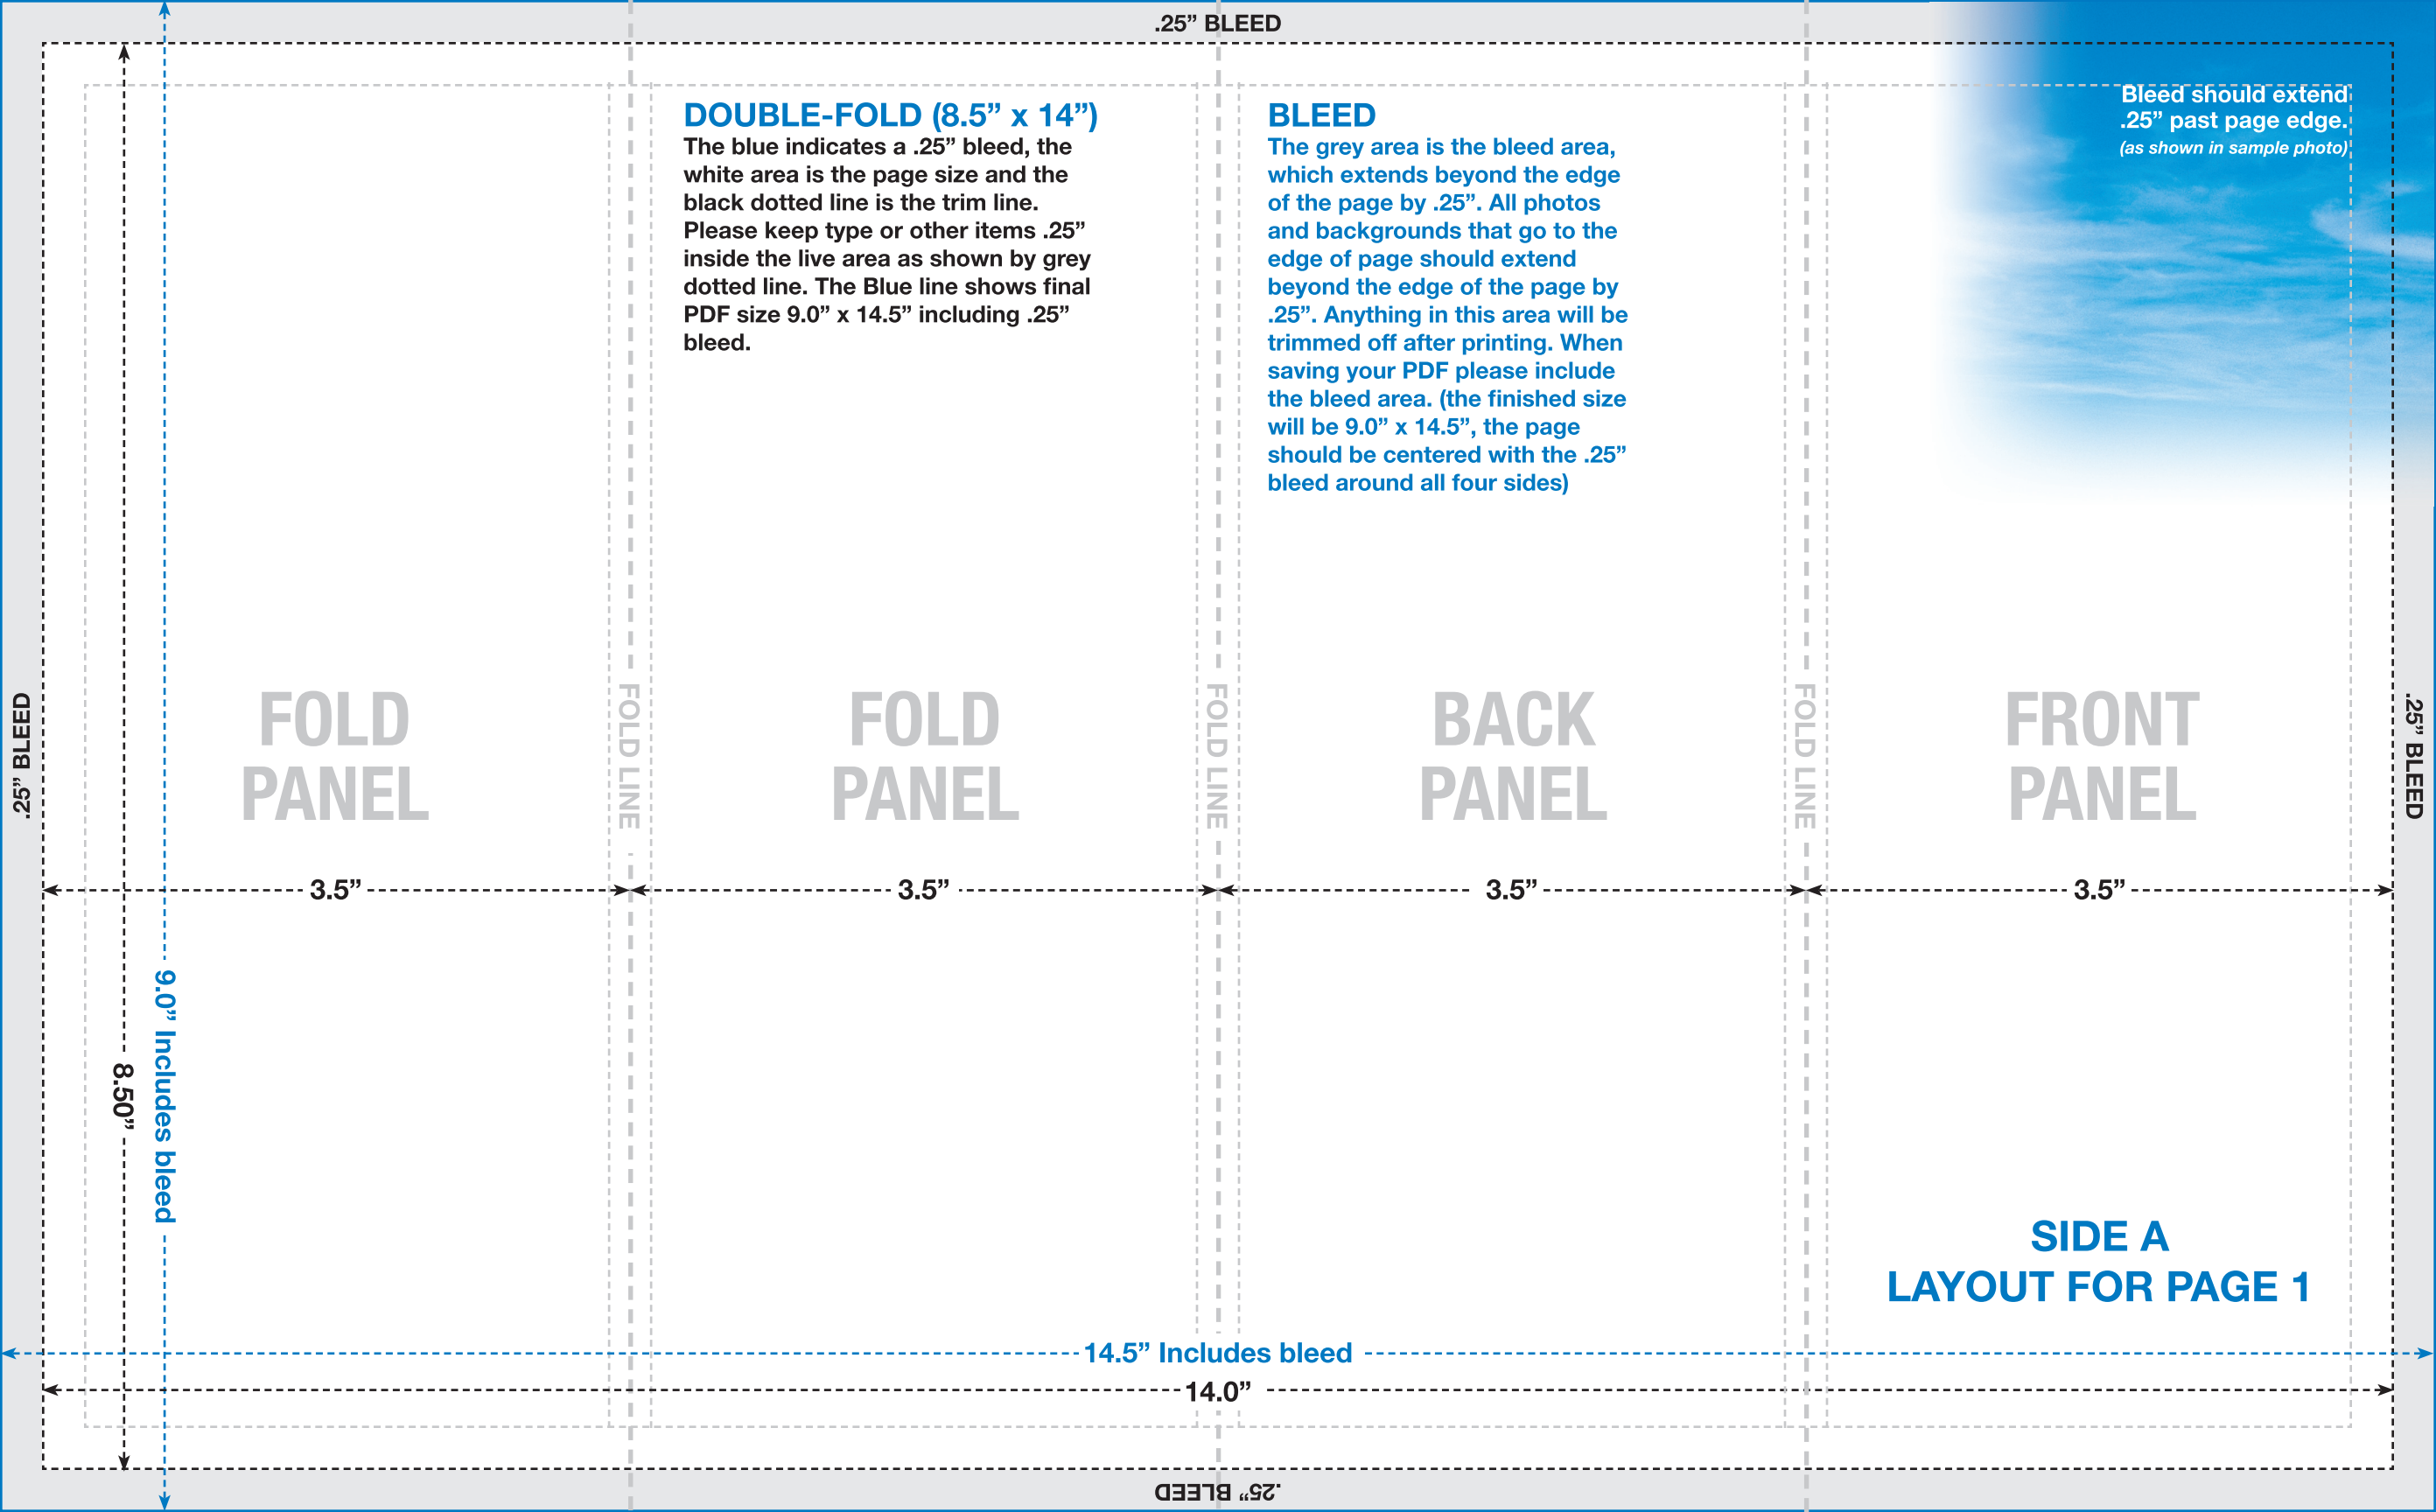 .25” BLEED
DOUBLE-FOLD (8.5” x 14”)
The blue indicates a .25” bleed, the
white area is the page size and the
black dotted line is the trim line.
Please keep type or other items .25”
inside the live area as shown by grey
dotted line. The Blue line shows final
PDF size 9.0” x 14.5” including .25”
bleed.
BLEED
The grey area is the bleed area,
which extends beyond the edge
of the page by .25”. All photos
and backgrounds that go to the
edge of page should extend
beyond the edge of the page by
.25”. Anything in this area will be
trimmed off after printing. When
saving your PDF please include
the bleed area. (the finished size
will be 9.0” x 14.5”, the page
should be centered with the .25”
bleed around all four sides)
Bleed should extend
.25” past page edge.
(as shown in sample photo)
.25” BLEED
FOLD
PANEL
FOLD LINE
FOLD
PANEL
FOLD LINE
BACK
PANEL
FOLD LINE
FRONT
PANEL
.25” BLEED
3.5”
3.5”
3.5”
3.5”
8.50”
9.0” Includes bleed
SIDE A
LAYOUT FOR PAGE 1
14.5” Includes bleed
14.0”
.25” BLEED